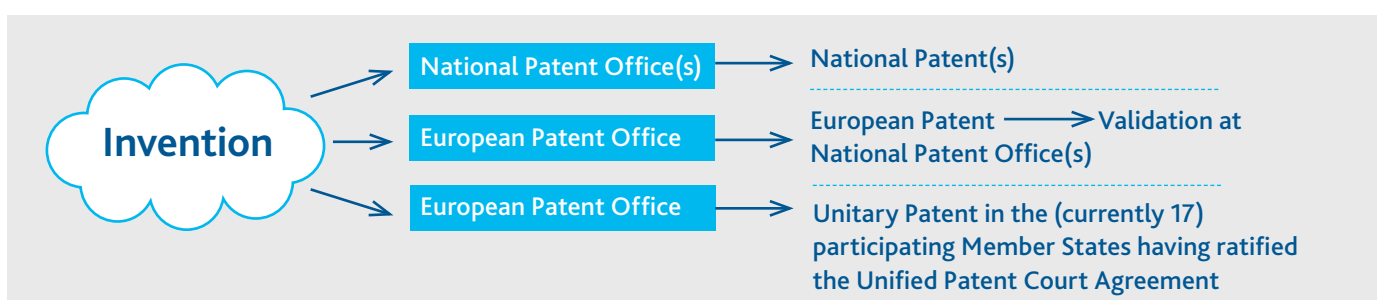 Invention
National Patent Office(s)
National Patent(s)
European Patent Office
European Patent Validation at
National Patent Office(s)
European Patent Office
Unitary Patent in the (currently 17)
participating Member States having ratified
the Unified Patent Court Agreement